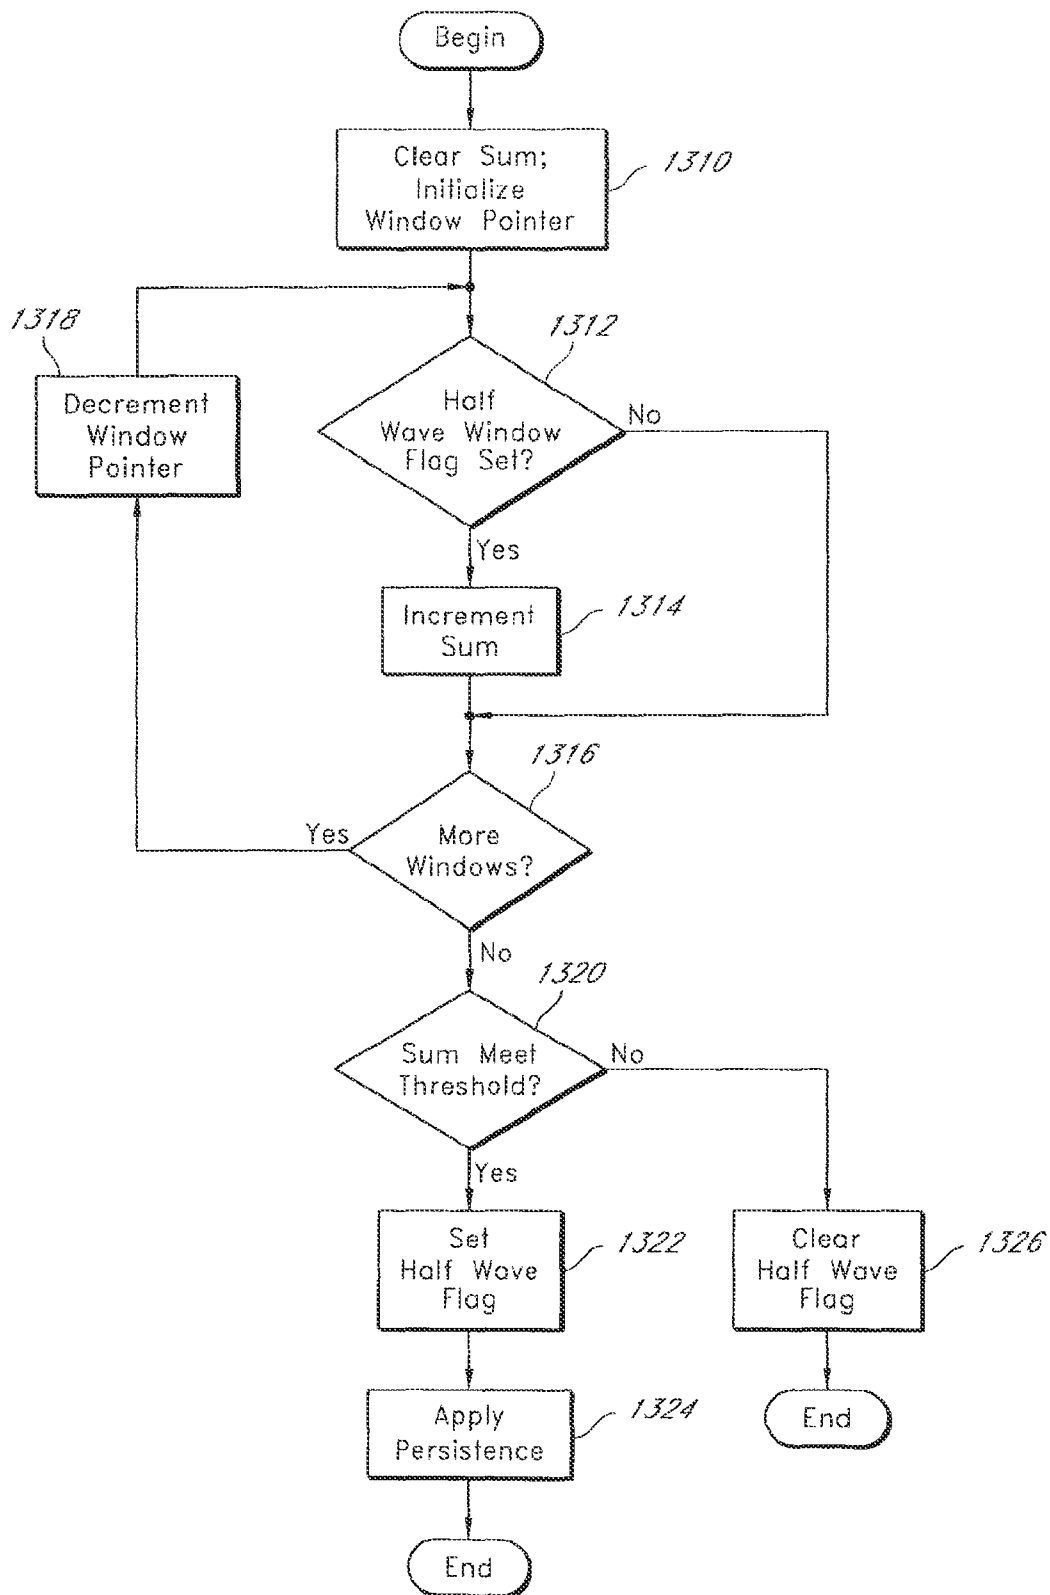 Begin
Clear Sum;
Initialize
Window Pointer
1310
1318
Decrement
Window
Pointer
1312
Half
Wave Window
Flag Set?
No
Yes
Increment
Sum
1314
1316
More
Windows?
Yes
No
1320
Sum Meet
Threshold?
No
Yes
Set
Half Wave
Flag
1322
Clear
Half Wave
Flag
1326
Apply
Persistence
1324
End
End